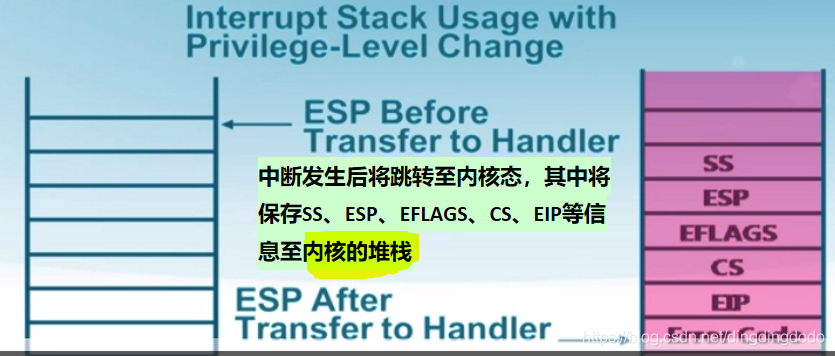 Interrupt Stack Usage with
Privilege-Level Change
ESP Before
Transfer to Handler
中断发生后将跳转至内核态，其中将
保存SS、ESP、EFLAGS、CS、EIP等信
息至内核的堆栈
ESP After
Transfer to Handler
SS
ESP
EFLAGS
CS
EIP
Error Code
https://blog.csdn.net/dingdingdodo